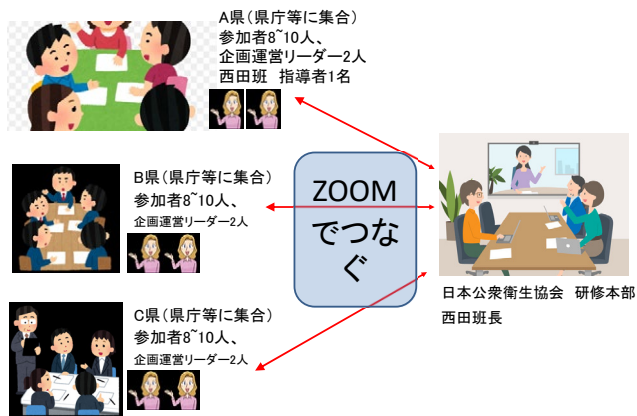 A県(県庁等に集合)
参加者8~10人、
企画運営リーダー2人
西田班 指導者1名
B県(県庁等に集合)
参加者8~10人、
企画運営リーダー2人
C県(県庁等に集合)
参加者8~10人、
企画運営リーダー2人
ZOOM
でつな
ぐ
日本公衆衛生協会 研修本部
西田班長